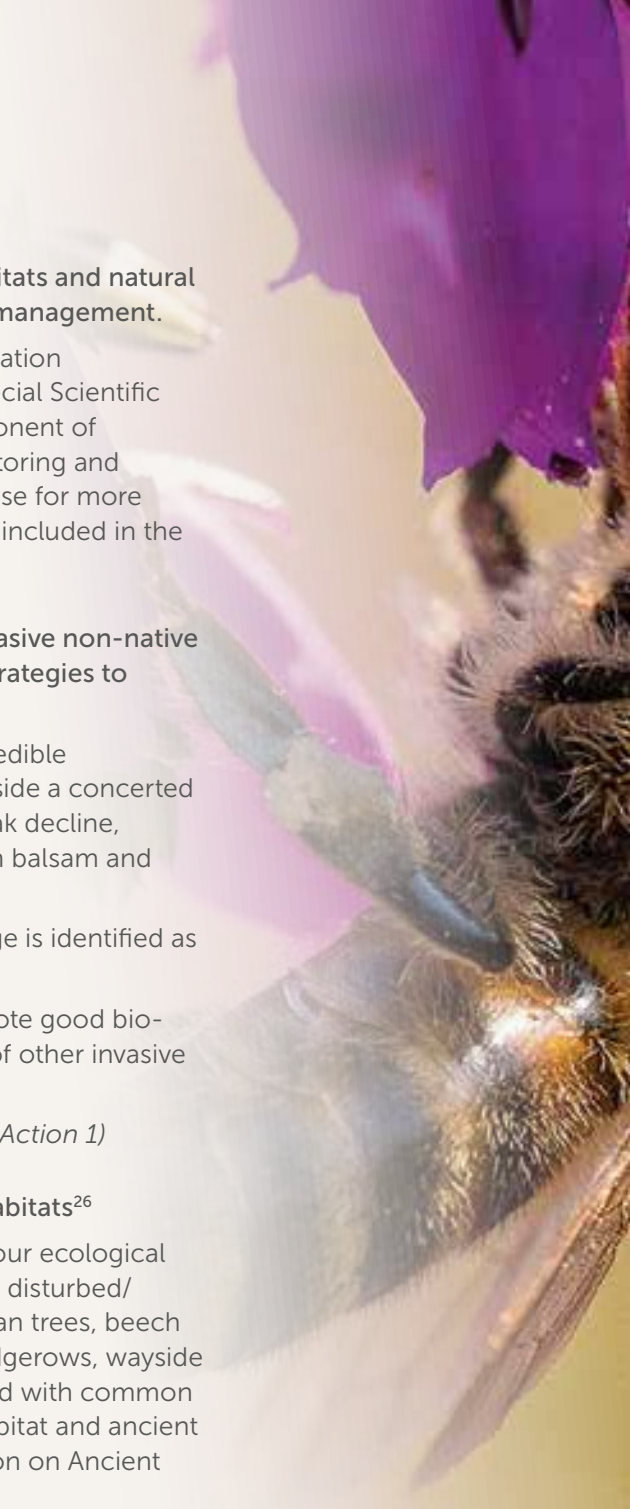 itats and natural
management.
ation
cial Scientific
onent of
toring and
se for more
included in the
asive non-native
rategies to
edible
side a concerted
ak decline,
n balsam and
ge is identified as
ote good bio-
of other invasive
Action 1)
abitats26
our ecological
disturbed/
an trees, beech
dgerows, wayside
d with common
bitat and ancient
on on Ancient